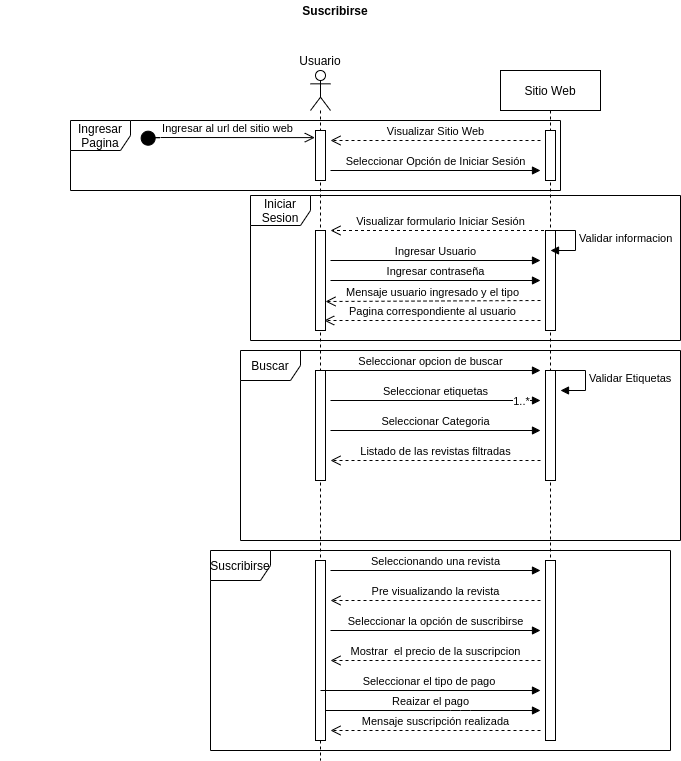 Suscribirse
Usuario
Sitio Web
Ingresar
Pagina
Ingresar al url del sitio web
Visualizar Sitio Web
Seleccionar Opción de Iniciar Sesión
Iniciar
Sesion
Visualizar formulario Iniciar Sesión
Validar informacion
Ingresar Usuario
Ingresar contraseña
Mensaje usuario ingresado y el tipo
Pagina correspondiente al usuario
Buscar
Seleccionar opcion de buscar
Validar Etiquetas
Seleccionar etiquetas
1..*
Seleccionar Categoria
Listado de las revistas filtradas
Suscribirse
Seleccionando una revista
Pre visualizando la revista
Seleccionar la opción de suscribirse
Mostrar el precio de la suscripcion
Seleccionar el tipo de pago
Reaizar el pago
Mensaje suscripción realizada